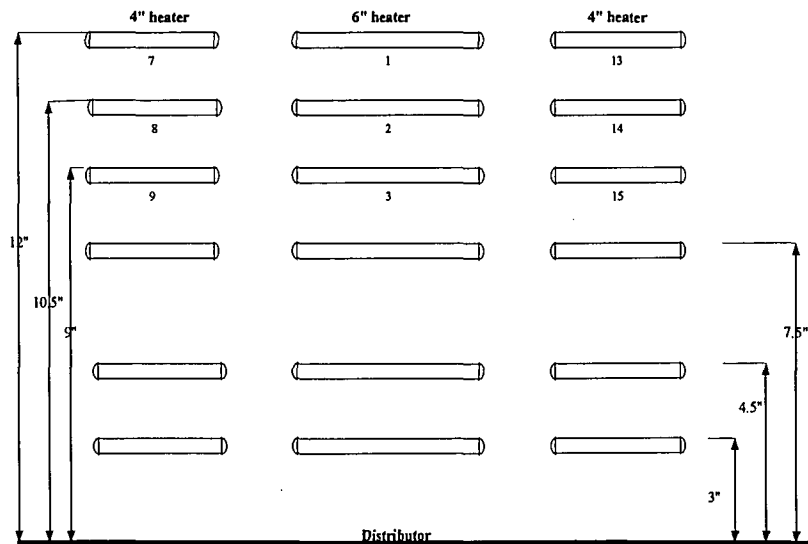 4" heater 6" heater 4" heater
7 1 13
8 2 14
9 3 15
12"
10.5"
9"
7.5"
4.5"
3"
Distributor